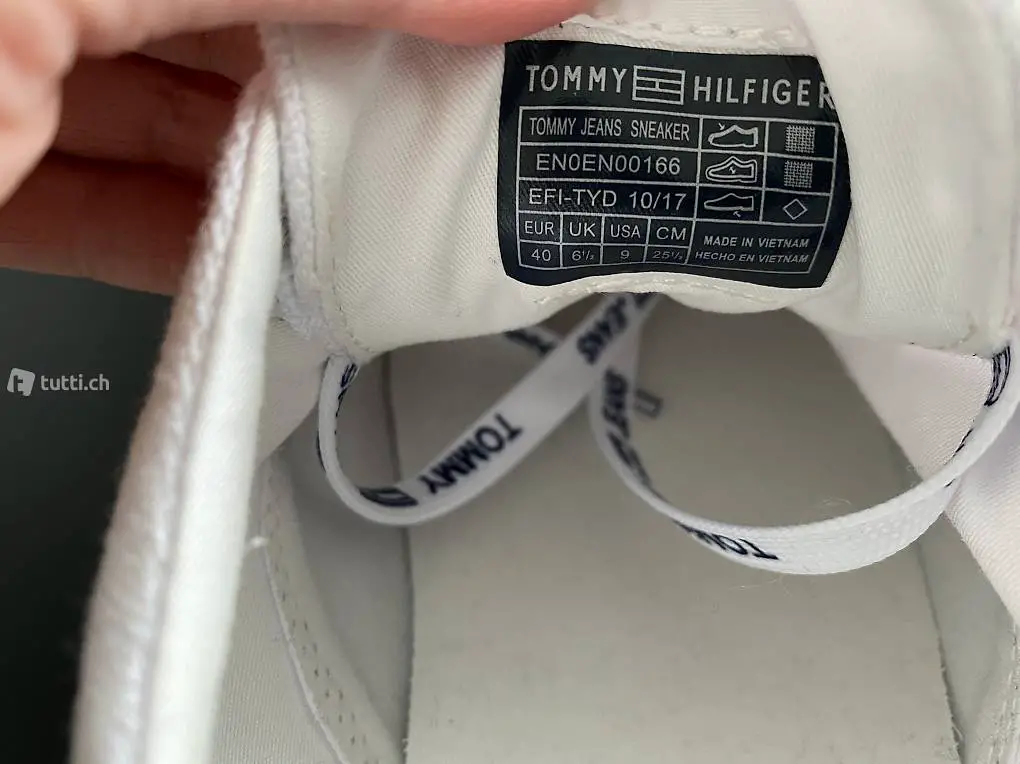 TOMMY HILFIGER
TOMMY JEANS SNEAKER
EN0EN00166
EFI-TYD 10/17
EUR UK USA CM
40 6½ 9 25½
MADE IN VIETNAM
HECHO EN VIETNAM
tutti.ch
JEANS
TOMMY
TOM